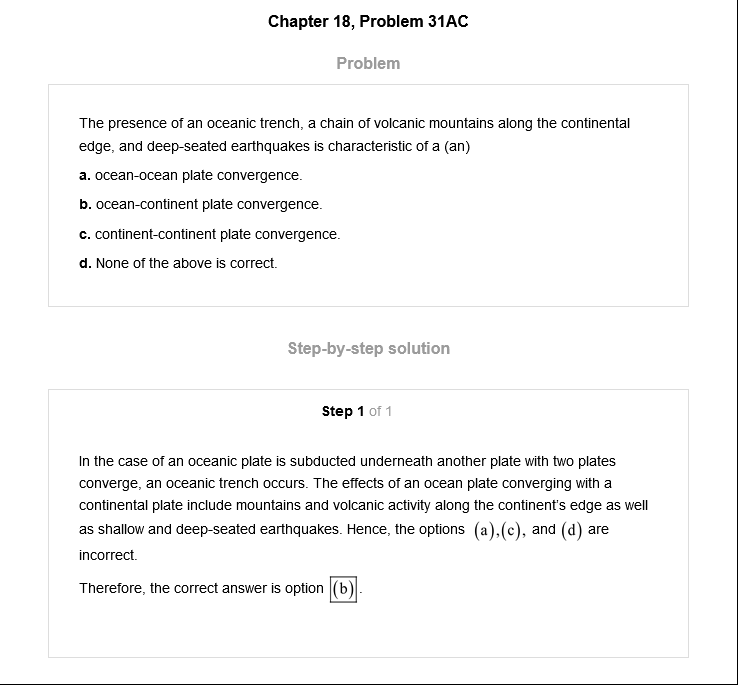 Chapter 18, Problem 31AC
Problem
The presence of an oceanic trench, a chain of volcanic mountains along the continental
edge, and deep-seated earthquakes is characteristic of a (an)
a. ocean-ocean plate convergence.
b. ocean-continent plate convergence.
c. continent-continent plate convergence.
d. None of the above is correct.
Step-by-step solution
Step 1 of 1
In the case of an oceanic plate is subducted underneath another plate with two plates
converge, an oceanic trench occurs. The effects of an ocean plate converging with a
continental plate include mountains and volcanic activity along the continent's edge as well
as shallow and deep-seated earthquakes. Hence, the options (a),(c), and (d) are
incorrect.
Therefore, the correct answer is option (b).